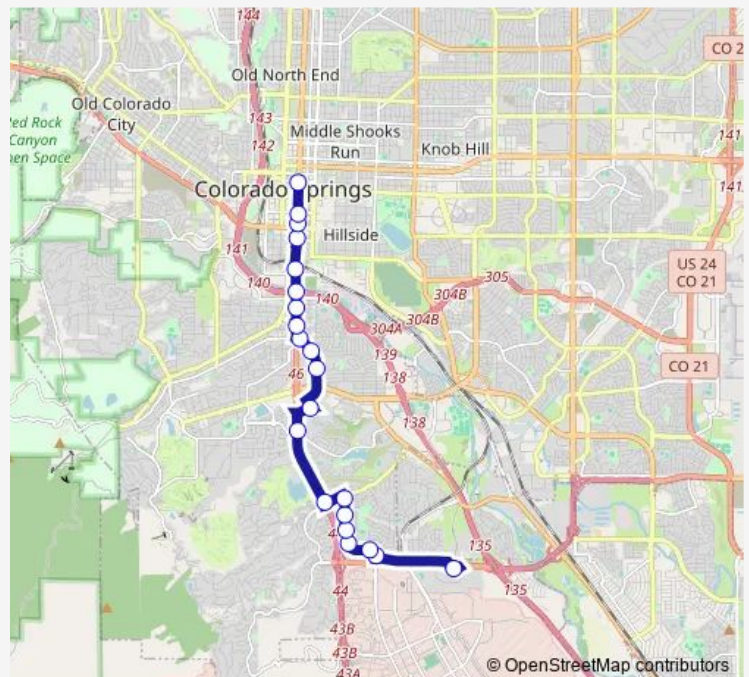 144
CO 2
Old North End
Old Colorado
City
143
Red Rock
Canyon
Open Space
Middle Shooks
Run
142
Knob Hill
141
141
Colorado Springs
Hillside
141
140
140
304B
305
US 24
CO 21
304A
304B
139
46
138
CO 21
138
135
135
44
43B
43A
© OpenStreetMap contributors